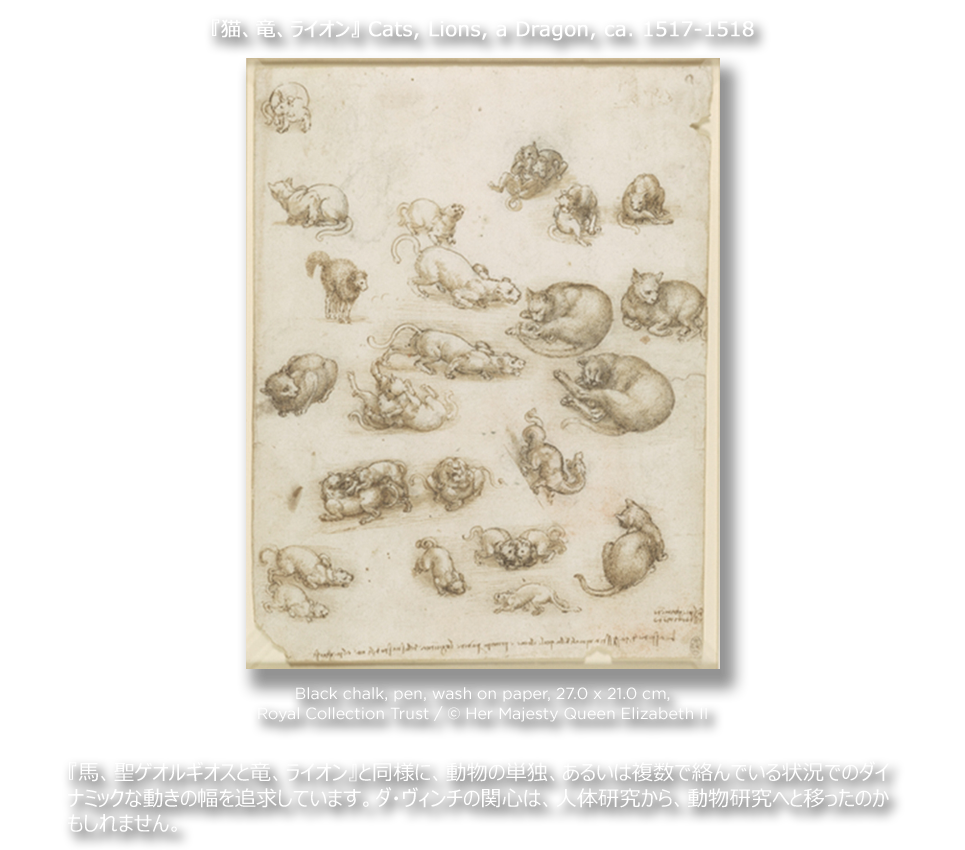 『猫、竜、ライオン』 Cats, Lions, a Dragon, ca. 1517-1518
Black chalk, pen, wash on paper, 27.0 x 21.0 cm,
Royal Collection Trust / © Her Majesty Queen Elizabeth II
『馬、聖ゲオルギオスと竜、ライオン』と同様に、動物の単独、あるいは複数で絡んでいる状況でのダイ
ナミックな動きの幅を追求しています。ダ・ヴィンチの関心は、人体研究から、動物研究へと移ったのか
もしれません。